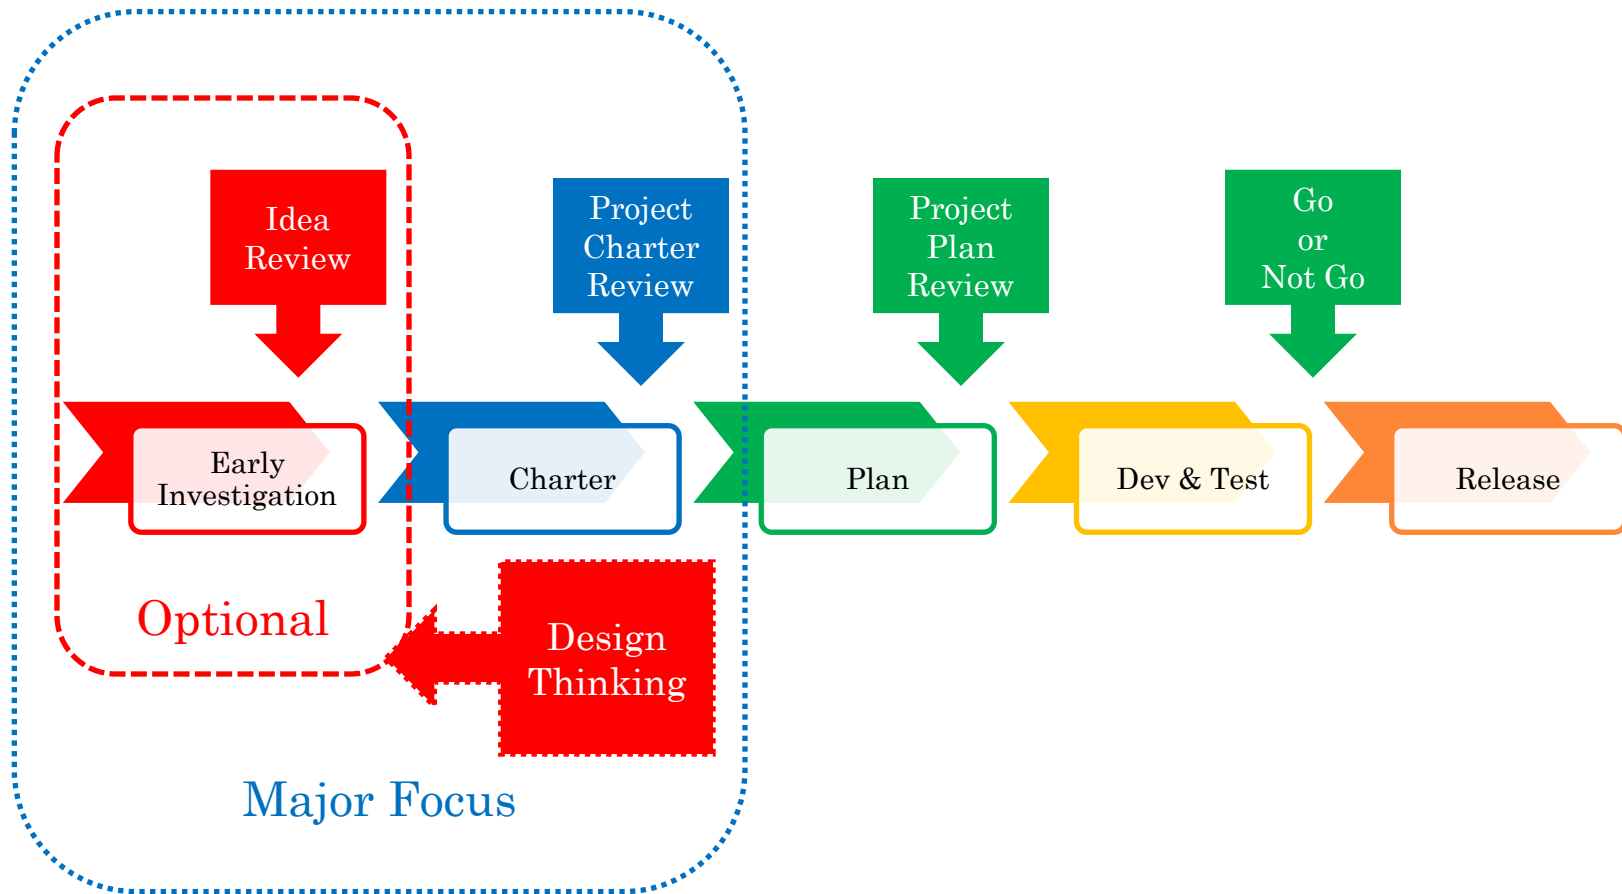 Idea
Review
Project
Charter
Review
Project
Plan
Review
Go
or
Not Go
Early
Investigation
Charter
Plan
Dev & Test
Release
Optional
Design
Thinking
Major Focus